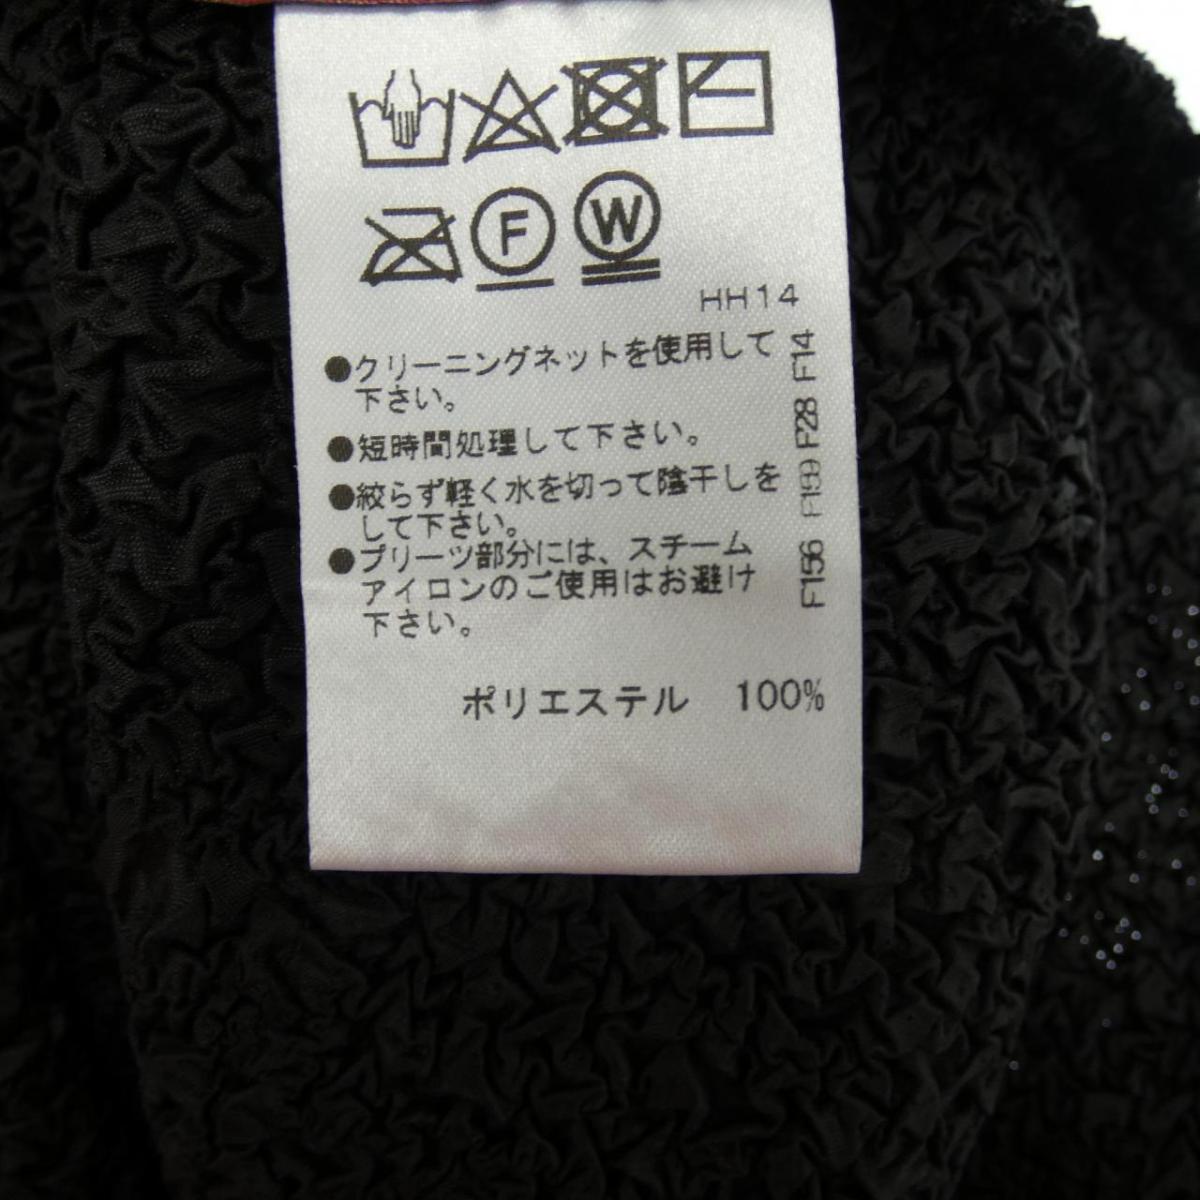 F
W
HH14
●クリーニングネットを使用して
下さい。
●短時間処理して下さい。
●絞らず軽く水を切って陰干しを
して下さい。
●プリーツ部分には、スチーム
アイロンのご使用はお避け
下さい。
F156 F199 F28 F14
ポリエステル 100%